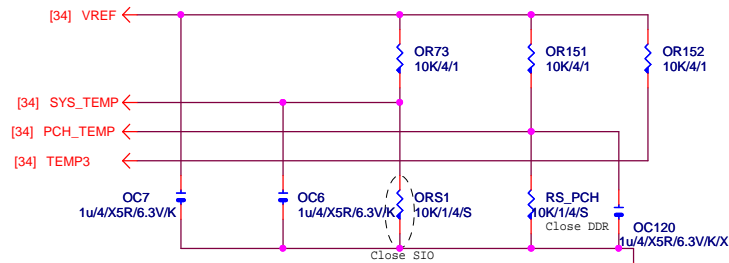 [34] VREF
OR73
10K/4/1
OR151
10K/4/1
OR152
10K/4/1
[34] SYS_TEMP
[34] PCH_TEMP
[34] TEMP3
OC7
1u/4/X5R/6.3V/K
OC6
1u/4/X5R/6.3V/K
ORS1
10K/1/4/S
RS_PCH
10K/1/4/S
Close DDR
OC120
1u/4/X5R/6.3V/K/X
Close SIO